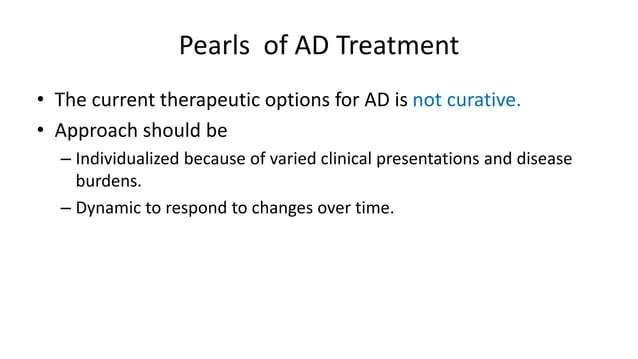 Pearls  of AD Treatment
• The current therapeutic options for AD is not curative.
• Approach should be
– Individualized because of varied clinical presentations and disease
burdens.
– Dynamic to respond to changes over time.